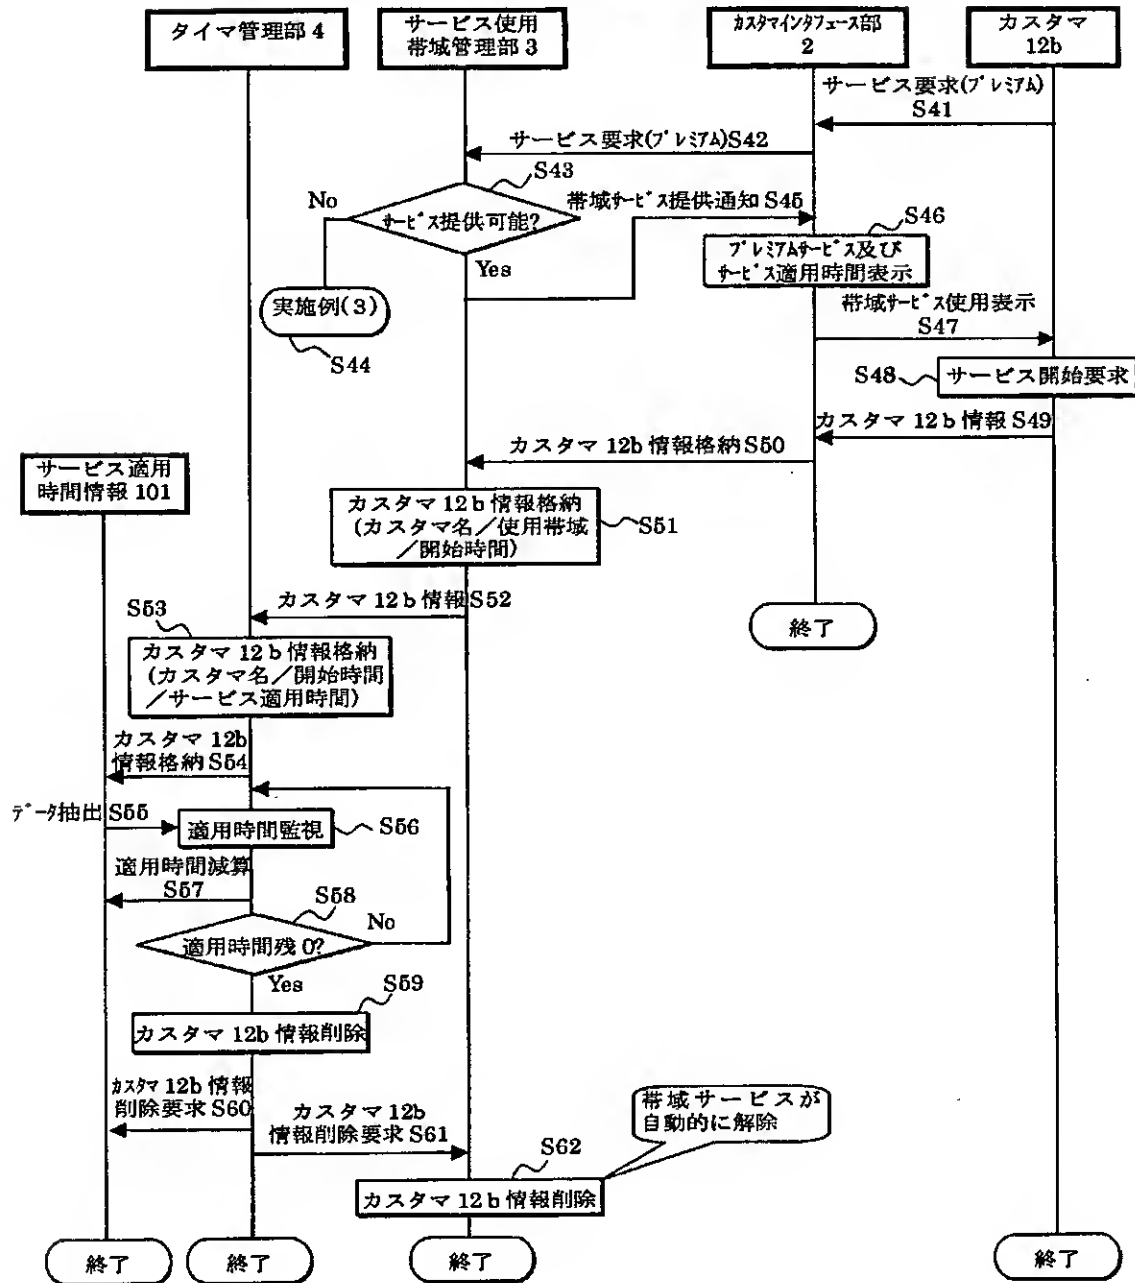 タイマ管理部 4
サービス使用
帯域管理部 3
カスタマインタフェース部
2
カスタマ
12b
サービス要求(プレミアム)
S41
サービス要求(プレミアム)S42
S43
No
サービス提供可能?
Yes
帯域サービス提供通知 S45
S46
プレミアムサービス及び
サービス適用時間表示
実施例(3)
S44
帯域サービス使用表示
S47
S48
サービス開始要求
カスタマ 12b 情報 S49
カスタマ 12b 情報格納 S50
サービス適用
時間情報 101
カスタマ 12b 情報格納
(カスタマ名/使用帯域
/開始時間)
S51
カスタマ 12b 情報 S52
S53
終了
カスタマ 12b 情報格納
(カスタマ名/開始時間
/サービス適用時間)
カスタマ 12b
情報格納 S54
データ抽出 S55
適用時間監視
S56
適用時間減算
S57
S58
No
適用時間残 0?
Yes
S59
カスタマ 12b 情報削除
カスタマ 12b 情報
削除要求 S60
カスタマ 12b
情報削除要求 S61
帯域サービスが
自動的に解除
S62
カスタマ 12b 情報削除
終了
終了
終了
終了